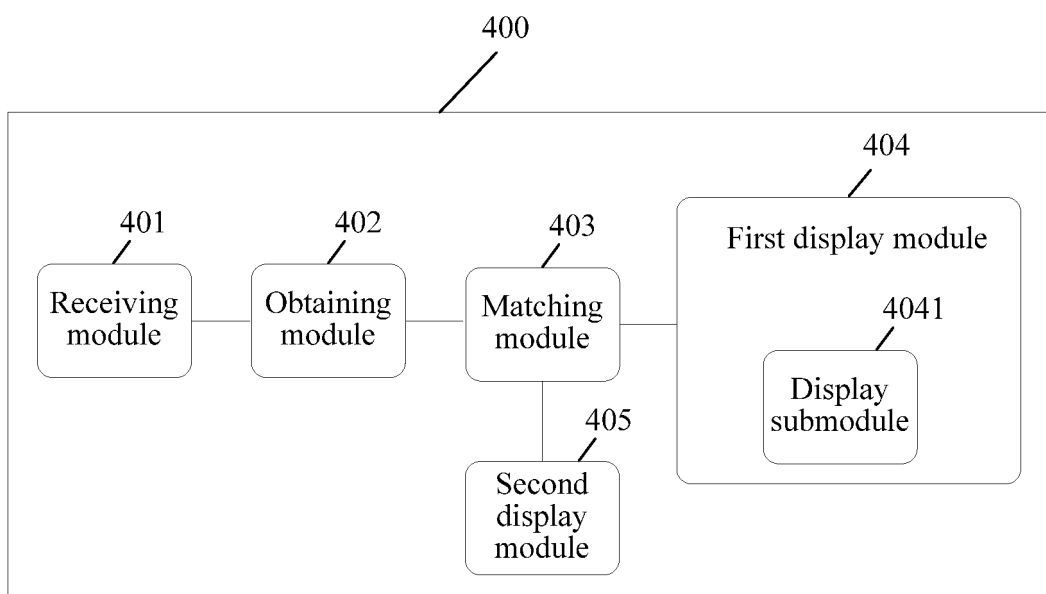 400
404
401
402
403
First display module
Receiving
module
Obtaining
module
Matching
module
4041
Display
submodule
405
Second
display
module